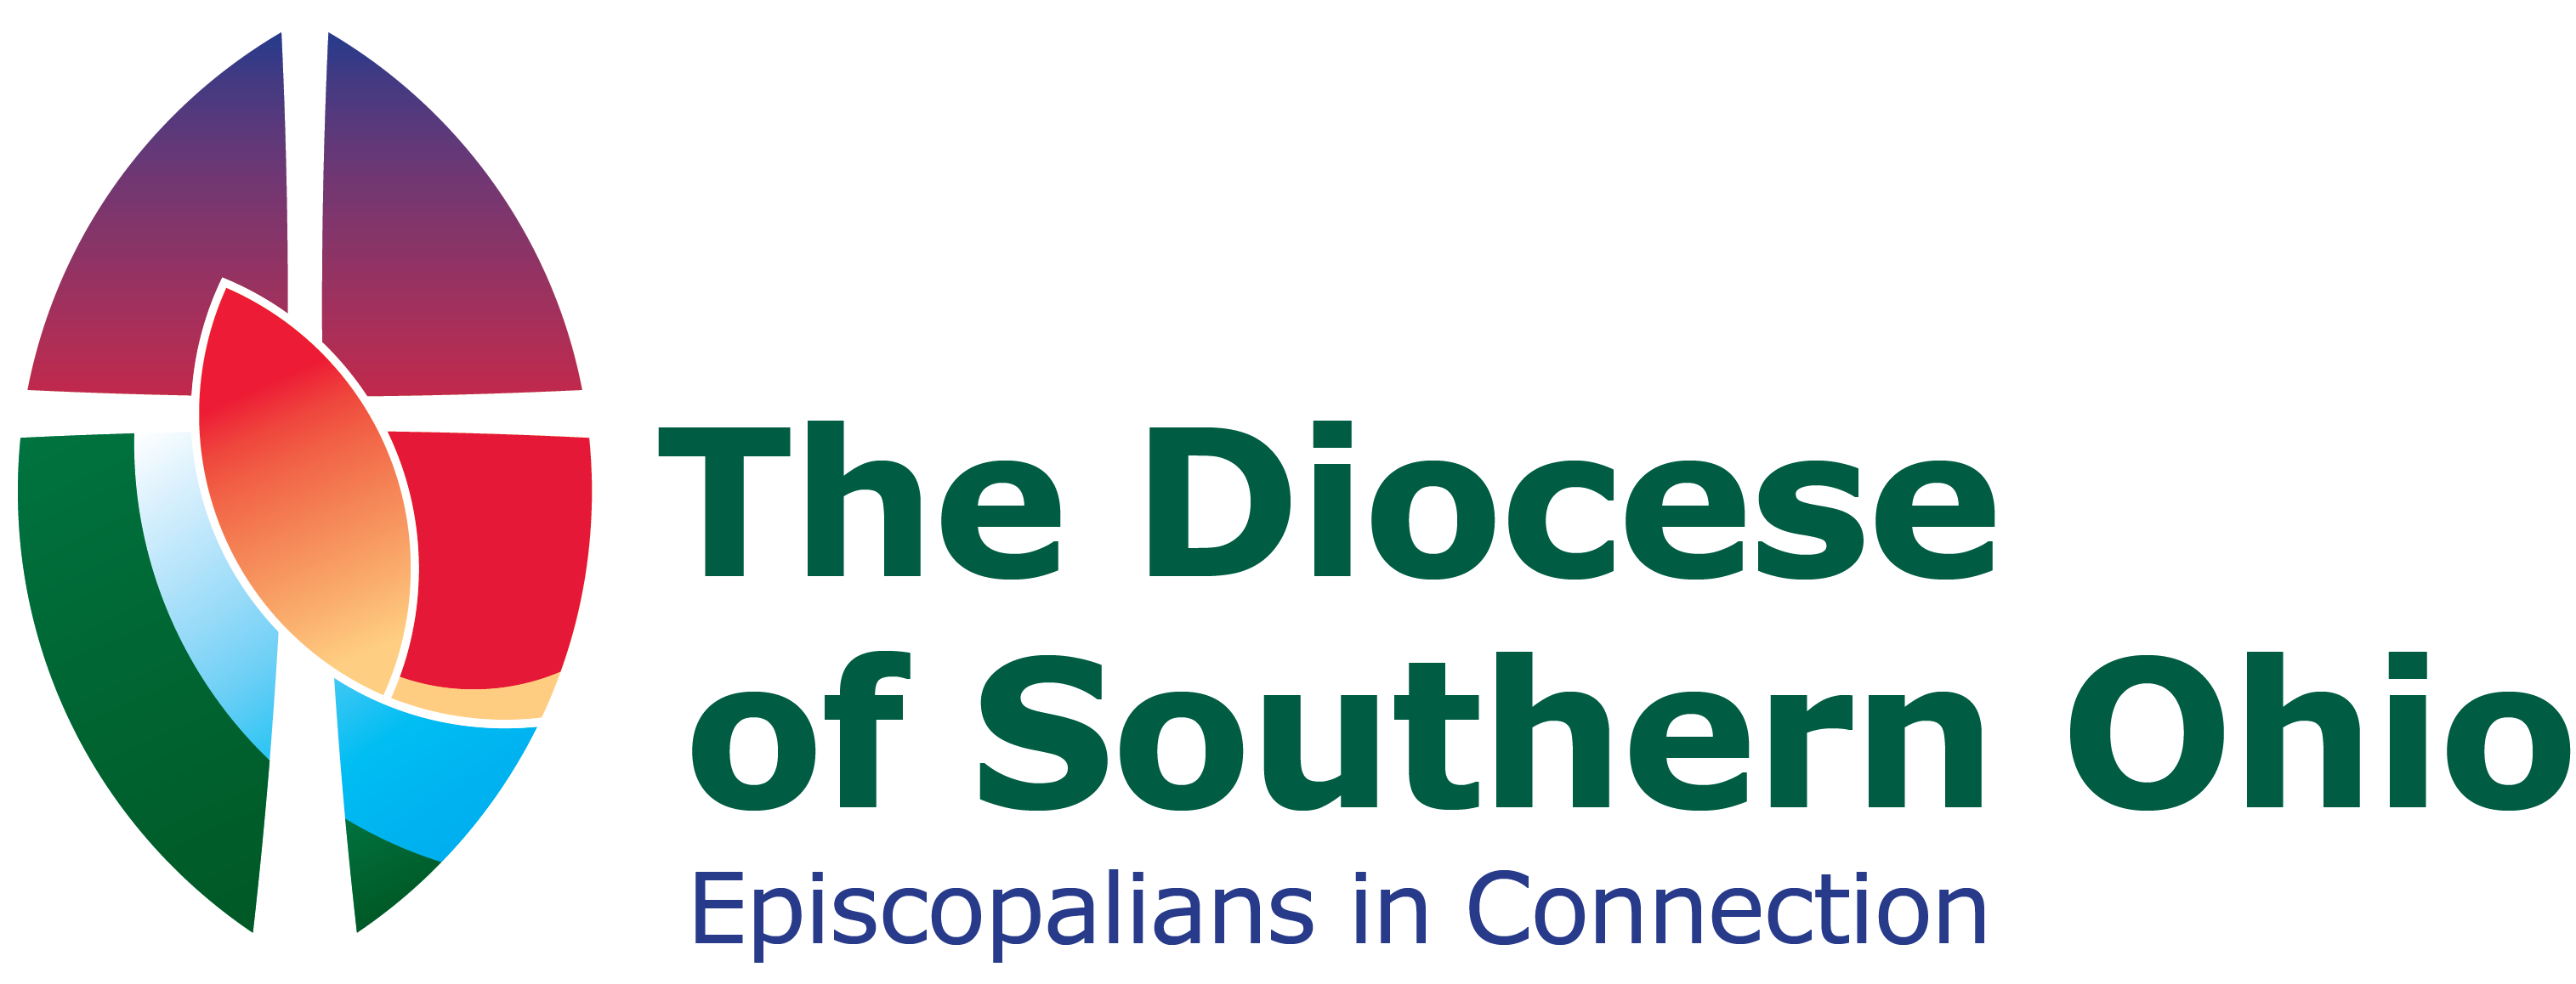 The Diocese
of Southern Ohio
Episcopalians in Connection